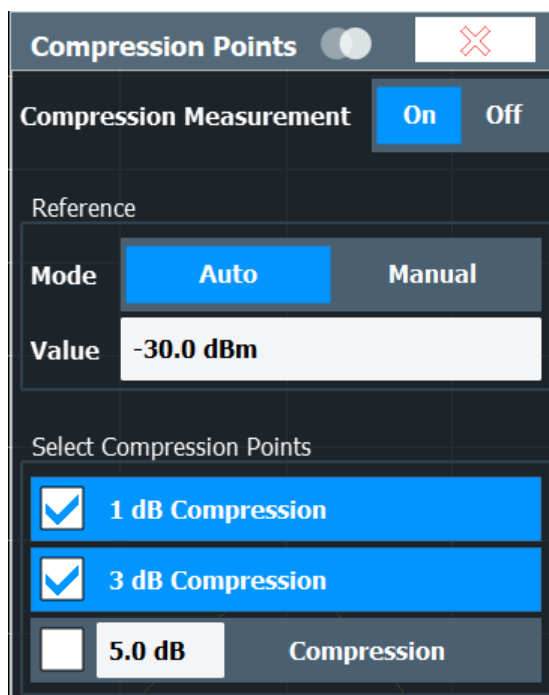 Compression Points
Compression Measurement On Off
Reference
Mode Auto Manual
Value -30.0 dBm
Select Compression Points
1 dB Compression
3 dB Compression
5.0 dB Compression